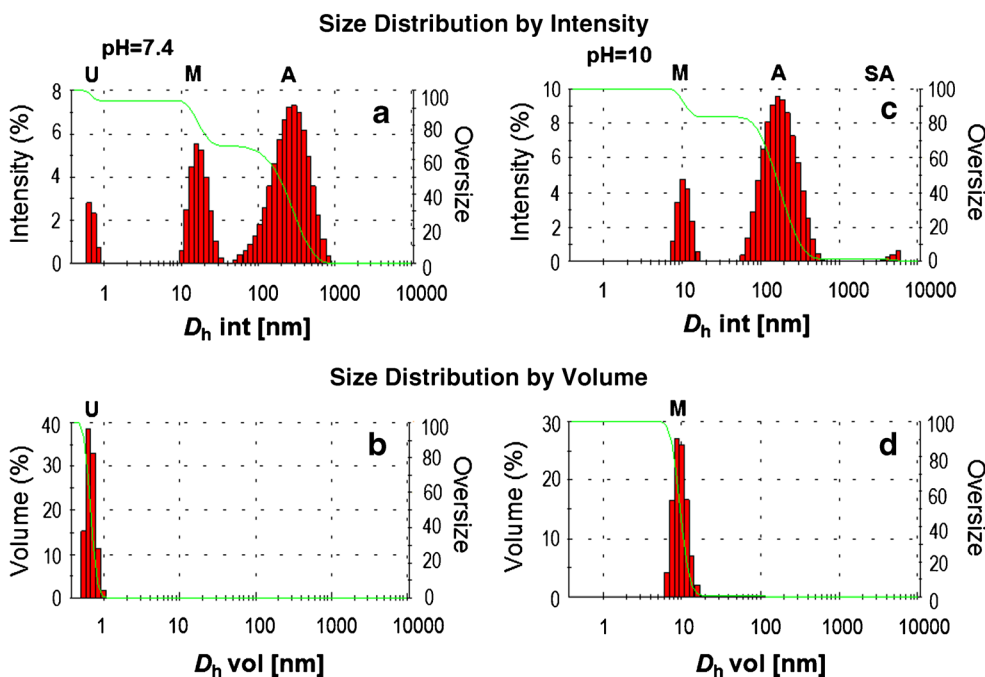 Size Distribution by Intensity
pH=7.4
U M A
a
Intensity (%)
8
6
4
2
0
100
80
60
40
20
0
Oversize
1 10 100 1000 10000
Dh int [nm]
pH=10
M A SA
c
Intensity (%)
10
8
6
4
2
0
100
80
60
40
20
0
Oversize
1 10 100 1000 10000
Dh int [nm]
Size Distribution by Volume
U
b
Volume (%)
40
30
20
10
0
100
80
60
40
20
0
Oversize
1 10 100 1000 10000
Dh vol [nm]
M
d
Volume (%)
30
20
10
0
100
80
60
40
20
0
Oversize
1 10 100 1000 10000
Dh vol [nm]